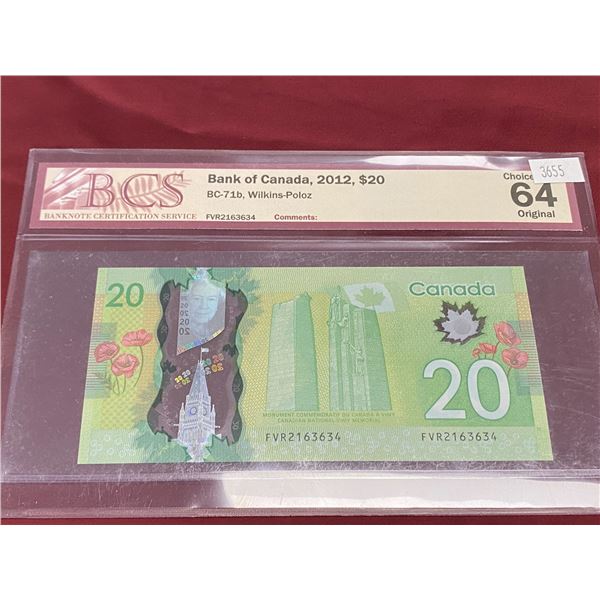 BCS
BANKNOTE CERTIFICATION SERVICE
Bank of Canada, 2012, $20
BC-71b, Wilkins-Poloz
FVR2163634 Comments:
Choice
64
Original
3655
20
Canada
20
MONUMENT COMMÉMORATIF DU CANADA À VIMY
CANADIAN NATIONAL VIMY MEMORIAL
FVR2163634
FVR2163634